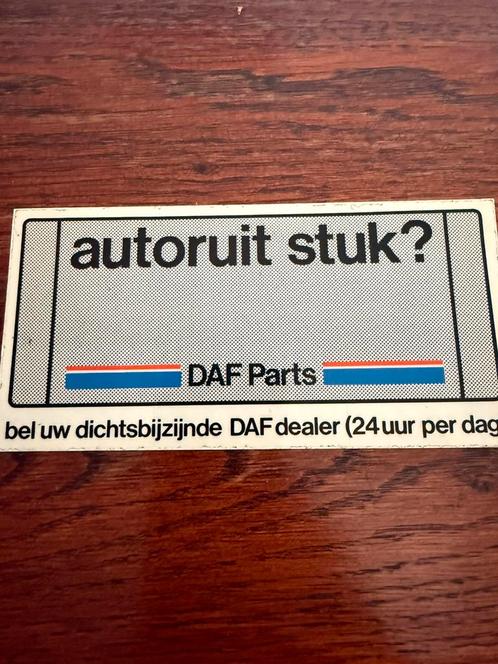 autoruit stuk?
DAF Parts
bel uw dichtsbijzijnde DAF dealer (24 uur per dag